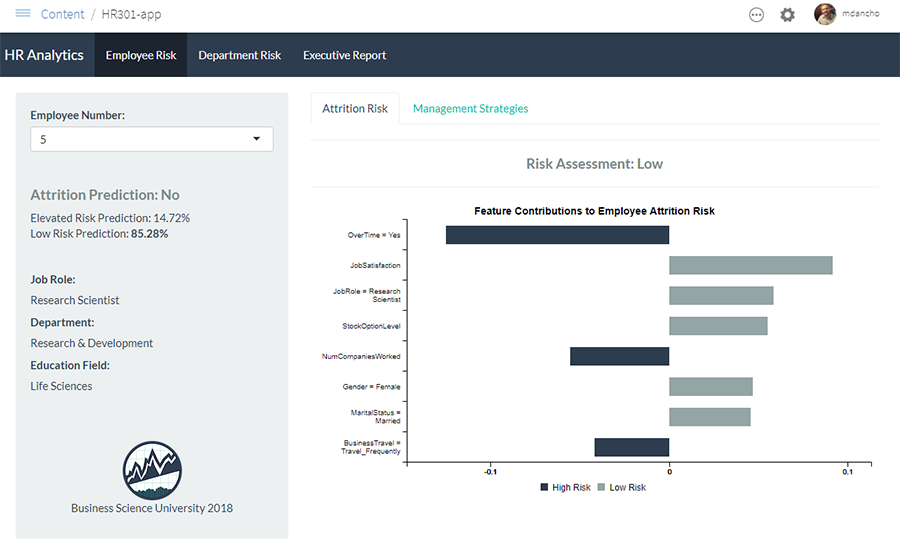 Content / HR301-app
mdancho
HR Analytics
Employee Risk
Department Risk
Executive Report
Employee Number:
5
Attrition Prediction: No
Elevated Risk Prediction: 14.72%
Low Risk Prediction: 85.28%
Job Role:
Research Scientist
Department:
Research & Development
Education Field:
Life Sciences
Business Science University 2018
Attrition Risk
Management Strategies
Risk Assessment: Low
Feature Contributions to Employee Attrition Risk
OverTime = Yes
JobSatisfaction
JobRole = Research
Scientist
StockOptionLevel
NumCompaniesWorked
Gender = Female
MaritalStatus =
Married
BusinessTravel =
Travel_Frequently
-0.1
0
0.1
High Risk
Low Risk